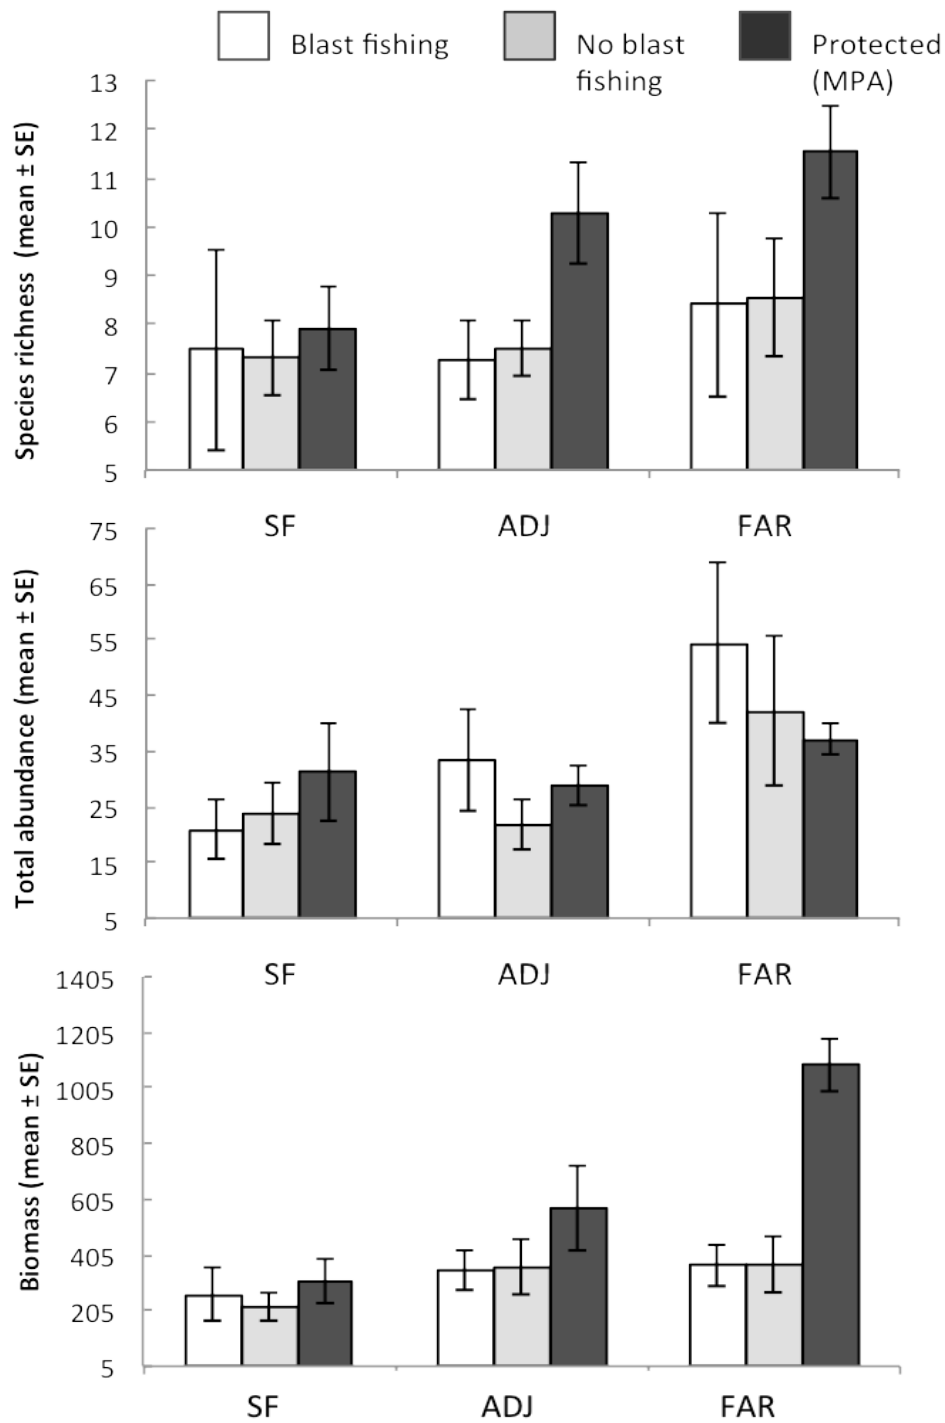 Blast fishing
No blast
fishing
Protected
(MPA)
Species richness (mean ± SE)
13
12
11
10
9
8
7
6
5
SF ADJ FAR
Total abundance (mean ± SE)
75
65
55
45
35
25
15
5
SF ADJ FAR
Biomass (mean ± SE)
1405
1205
1005
805
605
405
205
5
SF ADJ FAR